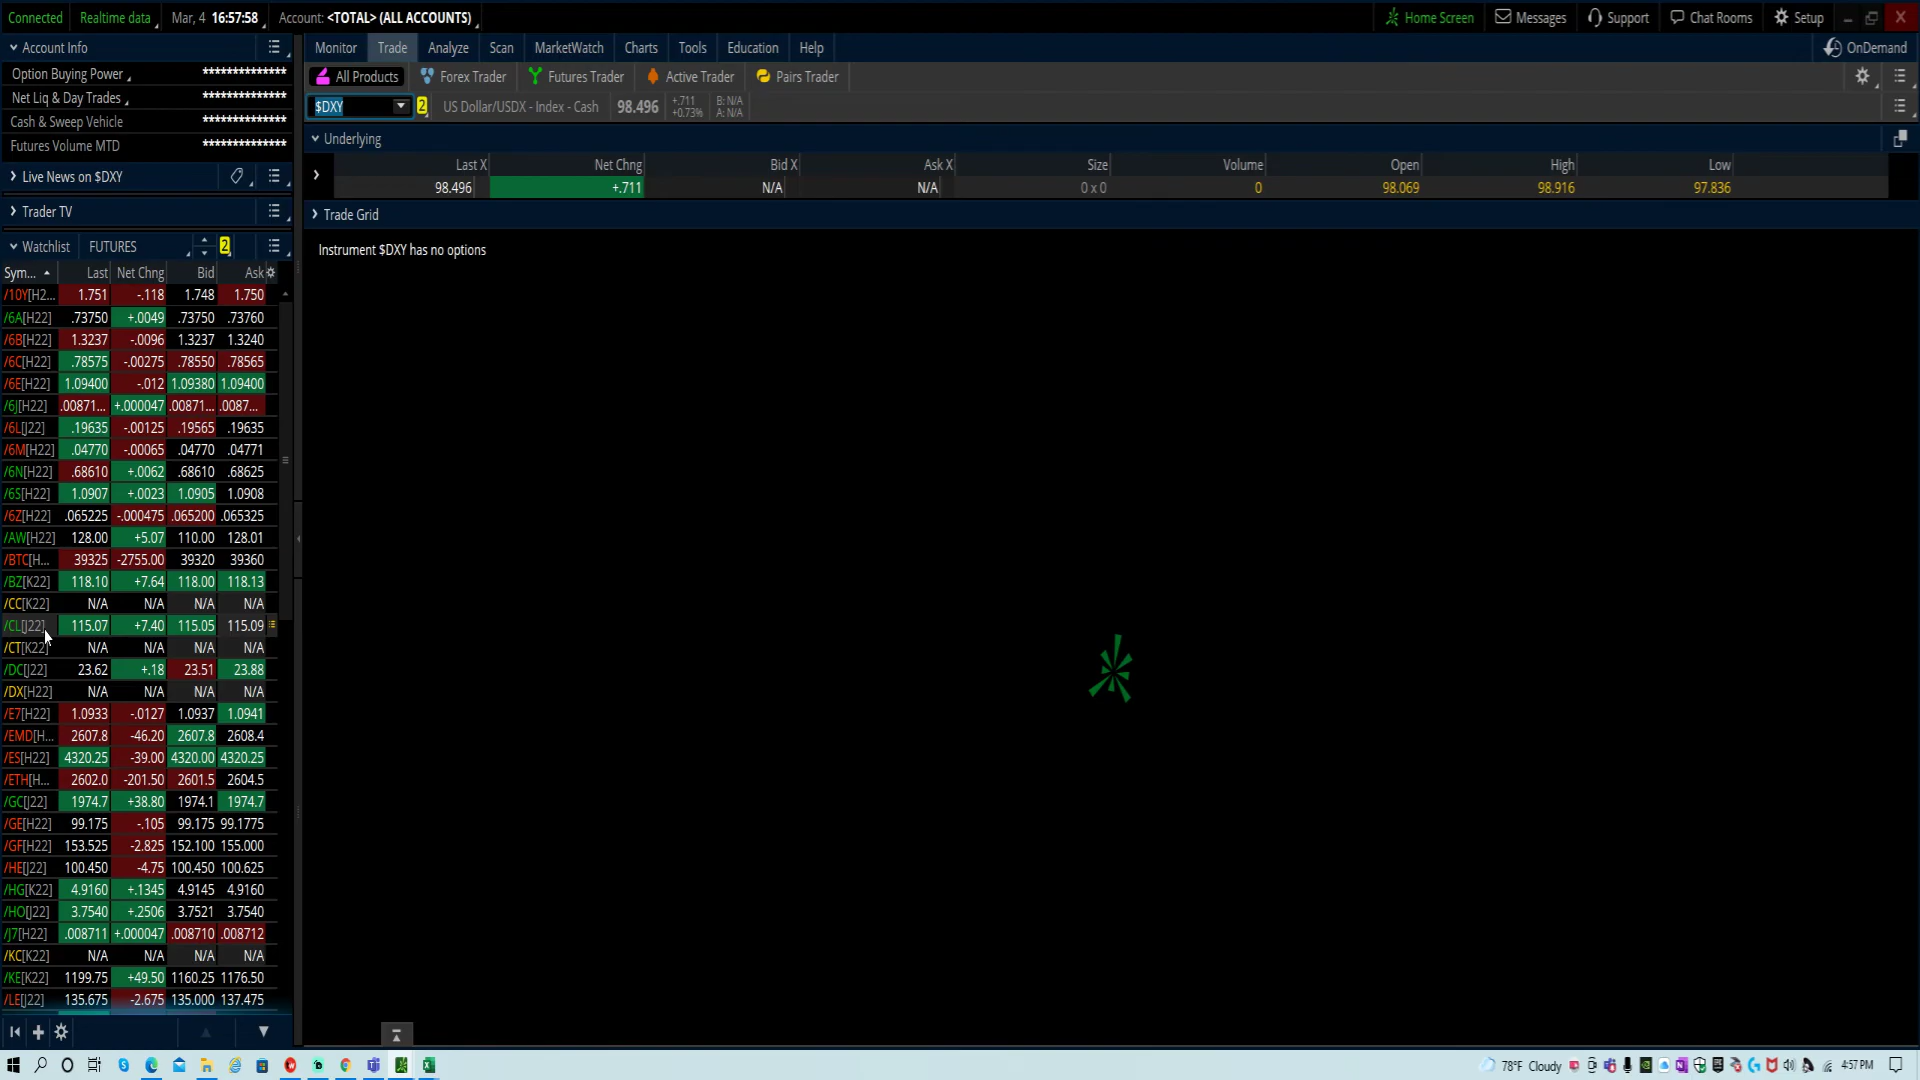 Connected Realtime data Mar, 4 16:57:58 Account: <TOTAL> (ALL ACCOUNTS) Home Screen Messages Support Chat Rooms Setup
Account Info Monitor Trade Analyze Scan MarketWatch Charts Tools Education Help OnDemand
Option Buying Power **************
All Products Forex Trader Futures Trader Active Trader Pairs Trader
Net Liq & Day Trades **************
$DXY 2 US Dollar/USDX - Index - Cash 98.496 +.711 +0.73% B: N/A A: N/A
Cash & Sweep Vehicle **************
Futures Volume MTD **************
Underlying
Last X Net Chng Bid X Ask X Size Volume Open High Low
98.496 +.711 N/A N/A 0 x 0 0 98.069 98.916 97.836
Live News on $DXY
Trader TV
Trade Grid
Instrument $DXY has no options
Watchlist FUTURES 2
Sym... Last Net Chng Bid Ask
/10Y[H2... 1.751 -.118 1.748 1.750
/6A[H22] .73750 +.0049 .73750 .73760
/6B[H22] 1.3237 -.0096 1.3237 1.3240
/6C[H22] .78575 -.00275 .78550 .78565
/6E[H22] 1.09400 -.012 1.09380 1.09400
/6J[H22] .00871... +.000047 .00871... .0087...
/6L[J22] .19635 -.00125 .19565 .19635
/6M[H22] .04770 -.00065 .04770 .04771
/6N[H22] .68610 +.0062 .68610 .68625
/6S[H22] 1.0907 +.0023 1.0905 1.0908
/6Z[H22] .065225 -.000475 .065200 .065325
/AW[H22] 128.00 +5.07 110.00 128.01
/BTC[H... 39325 -2755.00 39320 39360
/BZ[K22] 118.10 +7.64 118.00 118.13
/CC[K22] N/A N/A N/A N/A
/CL[J22] 115.07 +7.40 115.05 115.09
/CT[K22] N/A N/A N/A N/A
/DC[J22] 23.62 +.18 23.51 23.88
/DX[H22] N/A N/A N/A N/A
/E7[H22] 1.0933 -.0127 1.0937 1.0941
/EMD[H... 2607.8 -46.20 2607.8 2608.4
/ES[H22] 4320.25 -39.00 4320.00 4320.25
/ETH[H... 2602.0 -201.50 2601.5 2604.5
/GC[J22] 1974.7 +38.80 1974.1 1974.7
/GE[H22] 99.175 -.105 99.175 99.1775
/GF[H22] 153.525 -2.825 152.100 155.000
/HE[J22] 100.450 -4.75 100.450 100.625
/HG[K22] 4.9160 +.1345 4.9145 4.9160
/HO[J22] 3.7540 +.2506 3.7521 3.7540
/J7[H22] .008711 +.000047 .008710 .008712
/KC[K22] N/A N/A N/A N/A
/KE[K22] 1199.75 +49.50 1160.25 1176.50
/LE[J22] 135.675 -2.675 135.000 137.475
78°F Cloudy 4:57 PM